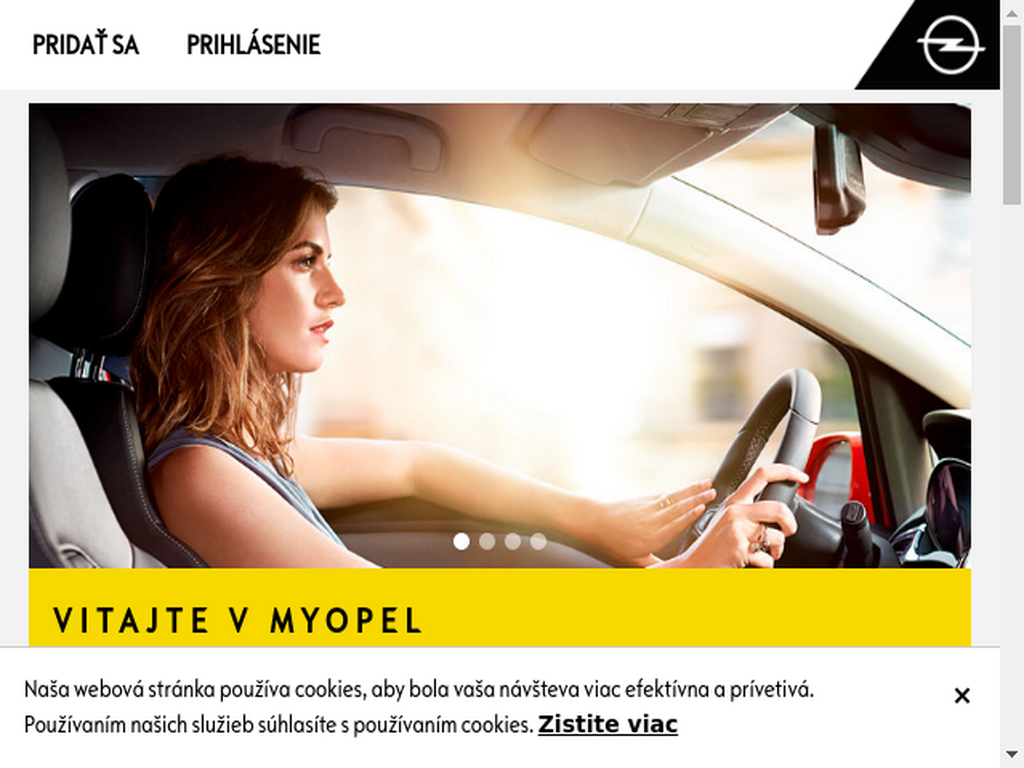 PRIDAŤ SA PRIHLÁSENIE
VITAJTE V MYOPEL
Naša webová stránka používa cookies, aby bola vaša návšteva viac efektívna a prívetivá.
Používaním našich služieb súhlasíte s používaním cookies. Zistite viac